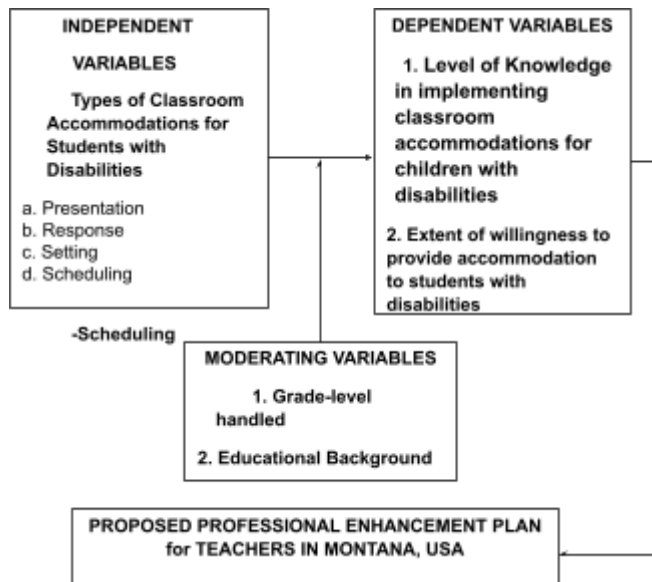 INDEPENDENT
VARIABLES
Types of Classroom
Accommodations for
Students with
Disabilities
a. Presentation
b. Response
c. Setting
d. Scheduling
DEPENDENT VARIABLES
1. Level of Knowledge
in implementing
classroom
accommodations for
children with
disabilities
2. Extent of willingness to
provide accommodation
to students with
disabilities
-Scheduling
MODERATING VARIABLES
1. Grade-level
handled
2. Educational Background
PROPOSED PROFESSIONAL ENHANCEMENT PLAN
for TEACHERS IN MONTANA, USA